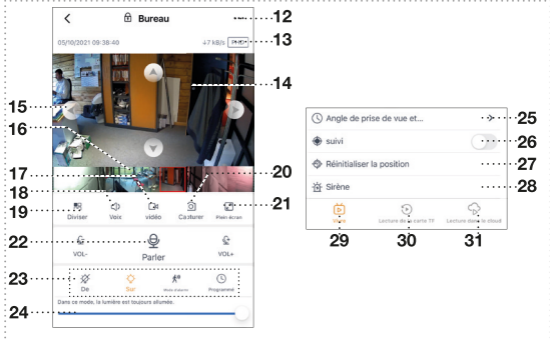 Bureau
12
05/10/2021 09:38:40
47 kB/s
13
14
15
16
17
18
20
19
Diviser
Voix
vidéo
Capturer
Plein écran
21
22
VOL-
Parler
VOL+
23
De
Sur
Mode d'alarme
Programmé
Dans ce mode, la lumière est toujours allumée.
24
Angle de prise de vue et...
25
suivi
26
Réinitialiser la position
27
Sirène
28
Lecture de la carte TF
Lecture dans le cloud
29
30
31